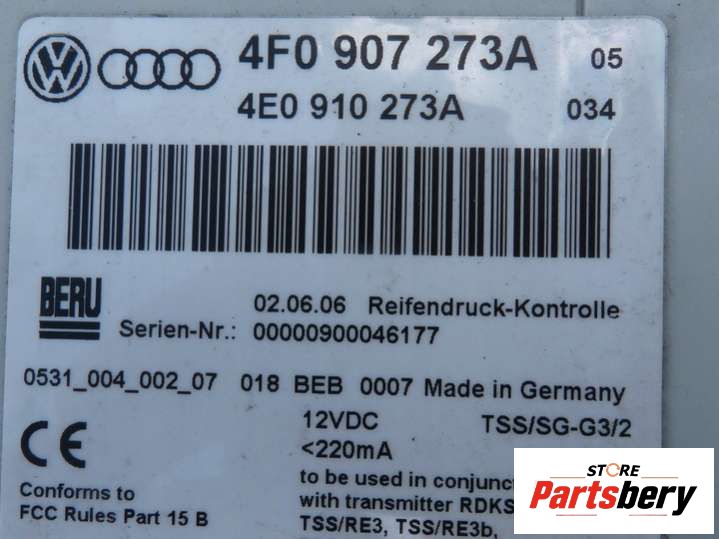 4F0 907 273A 05
4E0 910 273A 034
BERU
02.06.06 Reifendruck-Kontrolle
Serien-Nr.: 00000900046177
0531_004_002_07 018 BEB 0007 Made in Germany
12VDC TSS/SG-G3/2
<220mA
CE
Conforms to
FCC Rules Part 15 B
to be used in conjunct
with transmitter RDKS
TSS/RE3, TSS/RE3b,
STORE
Partsbery